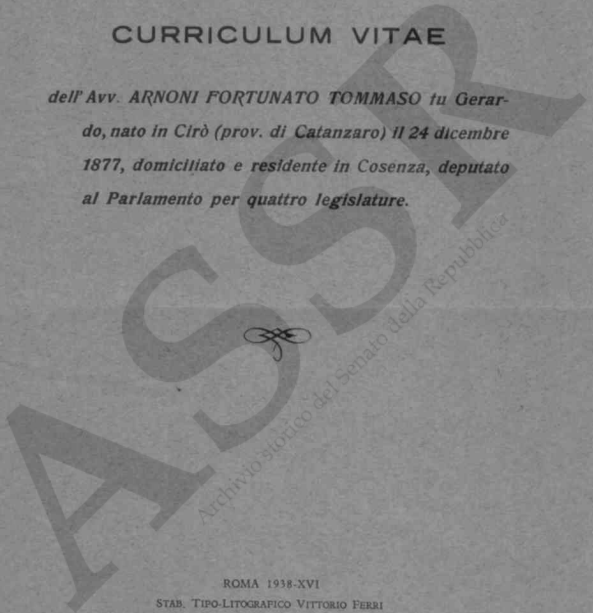 CURRICULUM VITAE
dell'Avv. ARNONI FORTUNATO TOMMASO fu Gerar-
do, nato in Cirò (prov. di Catanzaro) il 24 dicembre
1877, domiciliato e residente in Cosenza, deputato
al Parlamento per quattro legislature.
ASSR
Archivio storico del Senato della Repubblica
ROMA 1938-XVI
STAB. TIPO-LITOGRAFICO VITTORIO FERRI